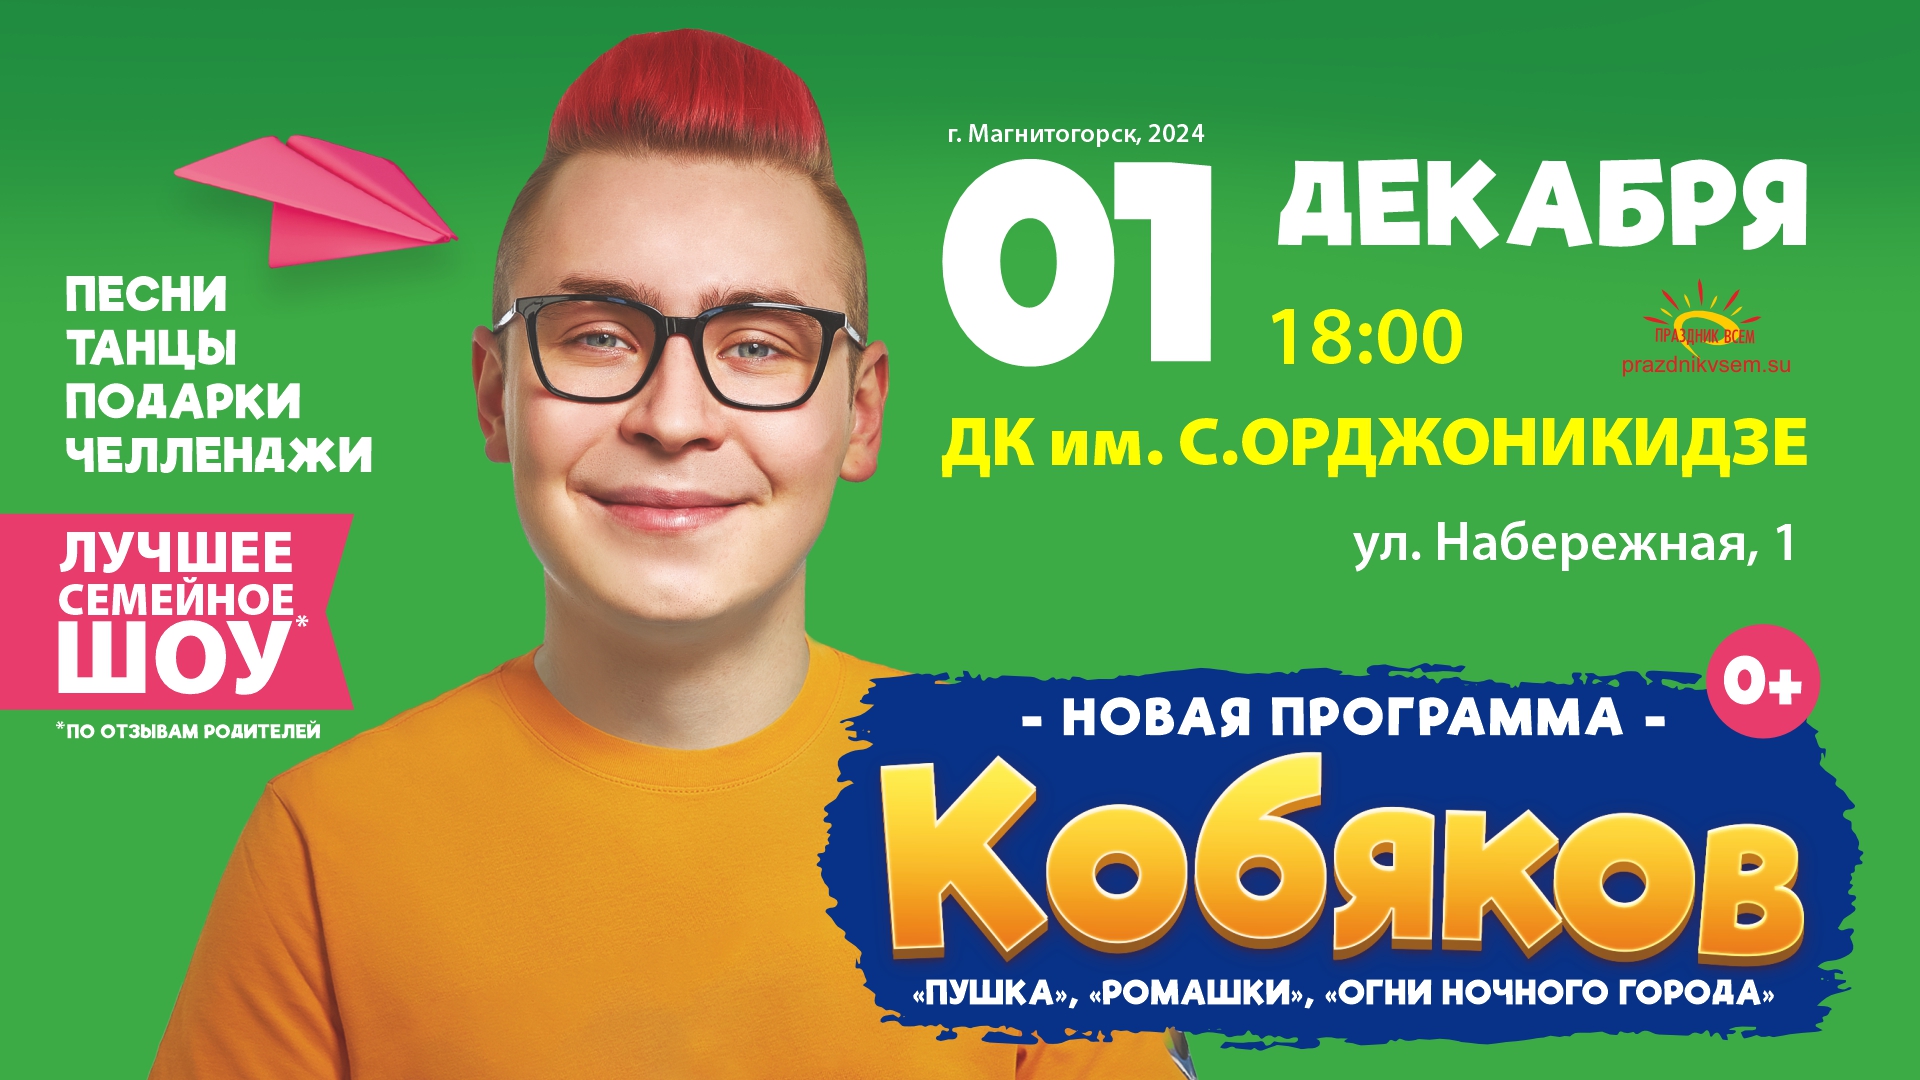 г. Магнитогорск, 2024
01 ДЕКАБРЯ
18:00
ПРАЗДНИК ВСЕМ
prazdnikvsem.su
ДК им. С.ОРДЖОНИКИДЗЕ
ул. Набережная, 1
ПЕСНИ
ТАНЦЫ
ПОДАРКИ
ЧЕЛЛЕНДЖИ
ЛУЧШЕЕ
СЕМЕЙНОЕ
ШОУ*
*ПО ОТЗЫВАМ РОДИТЕЛЕЙ
0+
- НОВАЯ ПРОГРАММА -
Кобяков
«ПУШКА», «РОМАШКИ», «ОГНИ НОЧНОГО ГОРОДА»